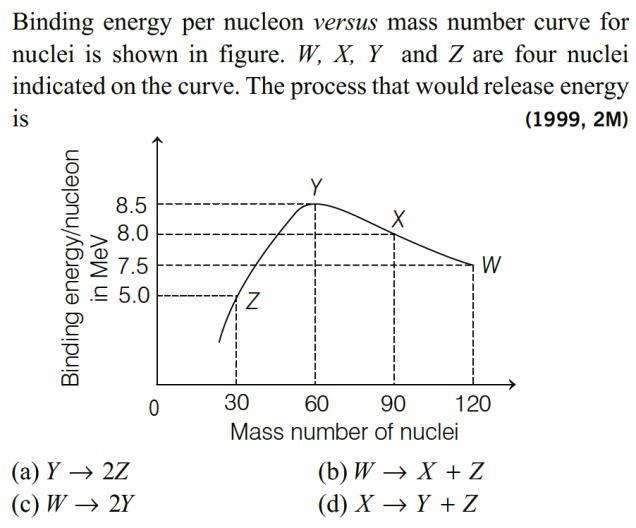 Binding energy per nucleon versus mass number curve for
nuclei is shown in figure. W, X, Y and Z are four nuclei
indicated on the curve. The process that would release energy
is (1999, 2M)
Binding energy/nucleon
in MeV
Y
8.5
X
8.0
7.5
W
5.0
Z
0
30
60
90
120
Mass number of nuclei
(a) Y → 2Z
(b) W → X + Z
(c) W → 2Y
(d) X → Y + Z